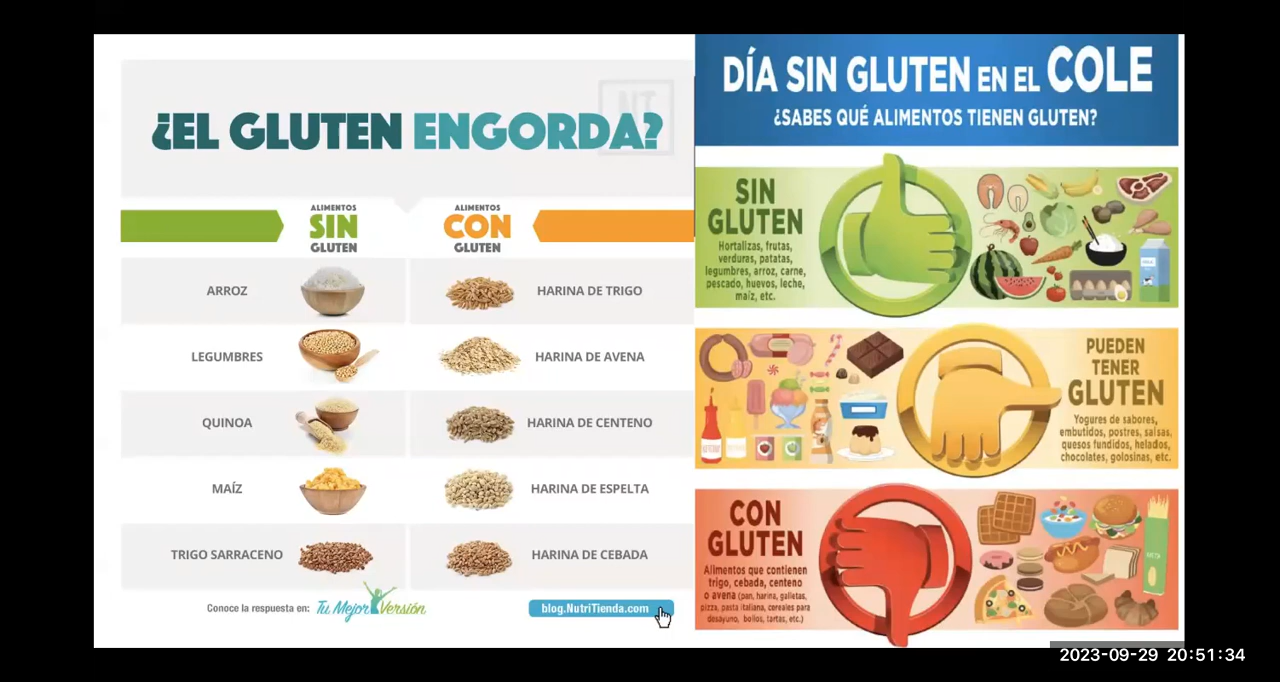 ¿EL GLUTEN ENGORDA?
NT
ALIMENTOS
SIN
GLUTEN
ALIMENTOS
CON
GLUTEN
ARROZ
HARINA DE TRIGO
LEGUMBRES
HARINA DE AVENA
QUINOA
HARINA DE CENTENO
MAÍZ
HARINA DE ESPELTA
TRIGO SARRACENO
HARINA DE CEBADA
Conoce la respuesta en: Tu Mejor Versión
blog.NutriTienda.com
DÍA SIN GLUTEN EN EL COLE
¿SABES QUÉ ALIMENTOS TIENEN GLUTEN?
SIN
GLUTEN
Hortalizas, frutas,
verduras, patatas,
legumbres, arroz, carne,
pescado, huevos, leche,
maíz, etc.
PUEDEN
TENER
GLUTEN
Yogures de sabores,
embutidos, postres, salsas,
quesos fundidos, helados,
chocolates, golosinas, etc.
CON
GLUTEN
Alimentos que contienen
trigo, cebada, centeno
o avena (pan, harina, galletas,
pizza, pasta italiana, cereales para
desayuno, bollos, tartas, etc.)
2023-09-29 20:51:34